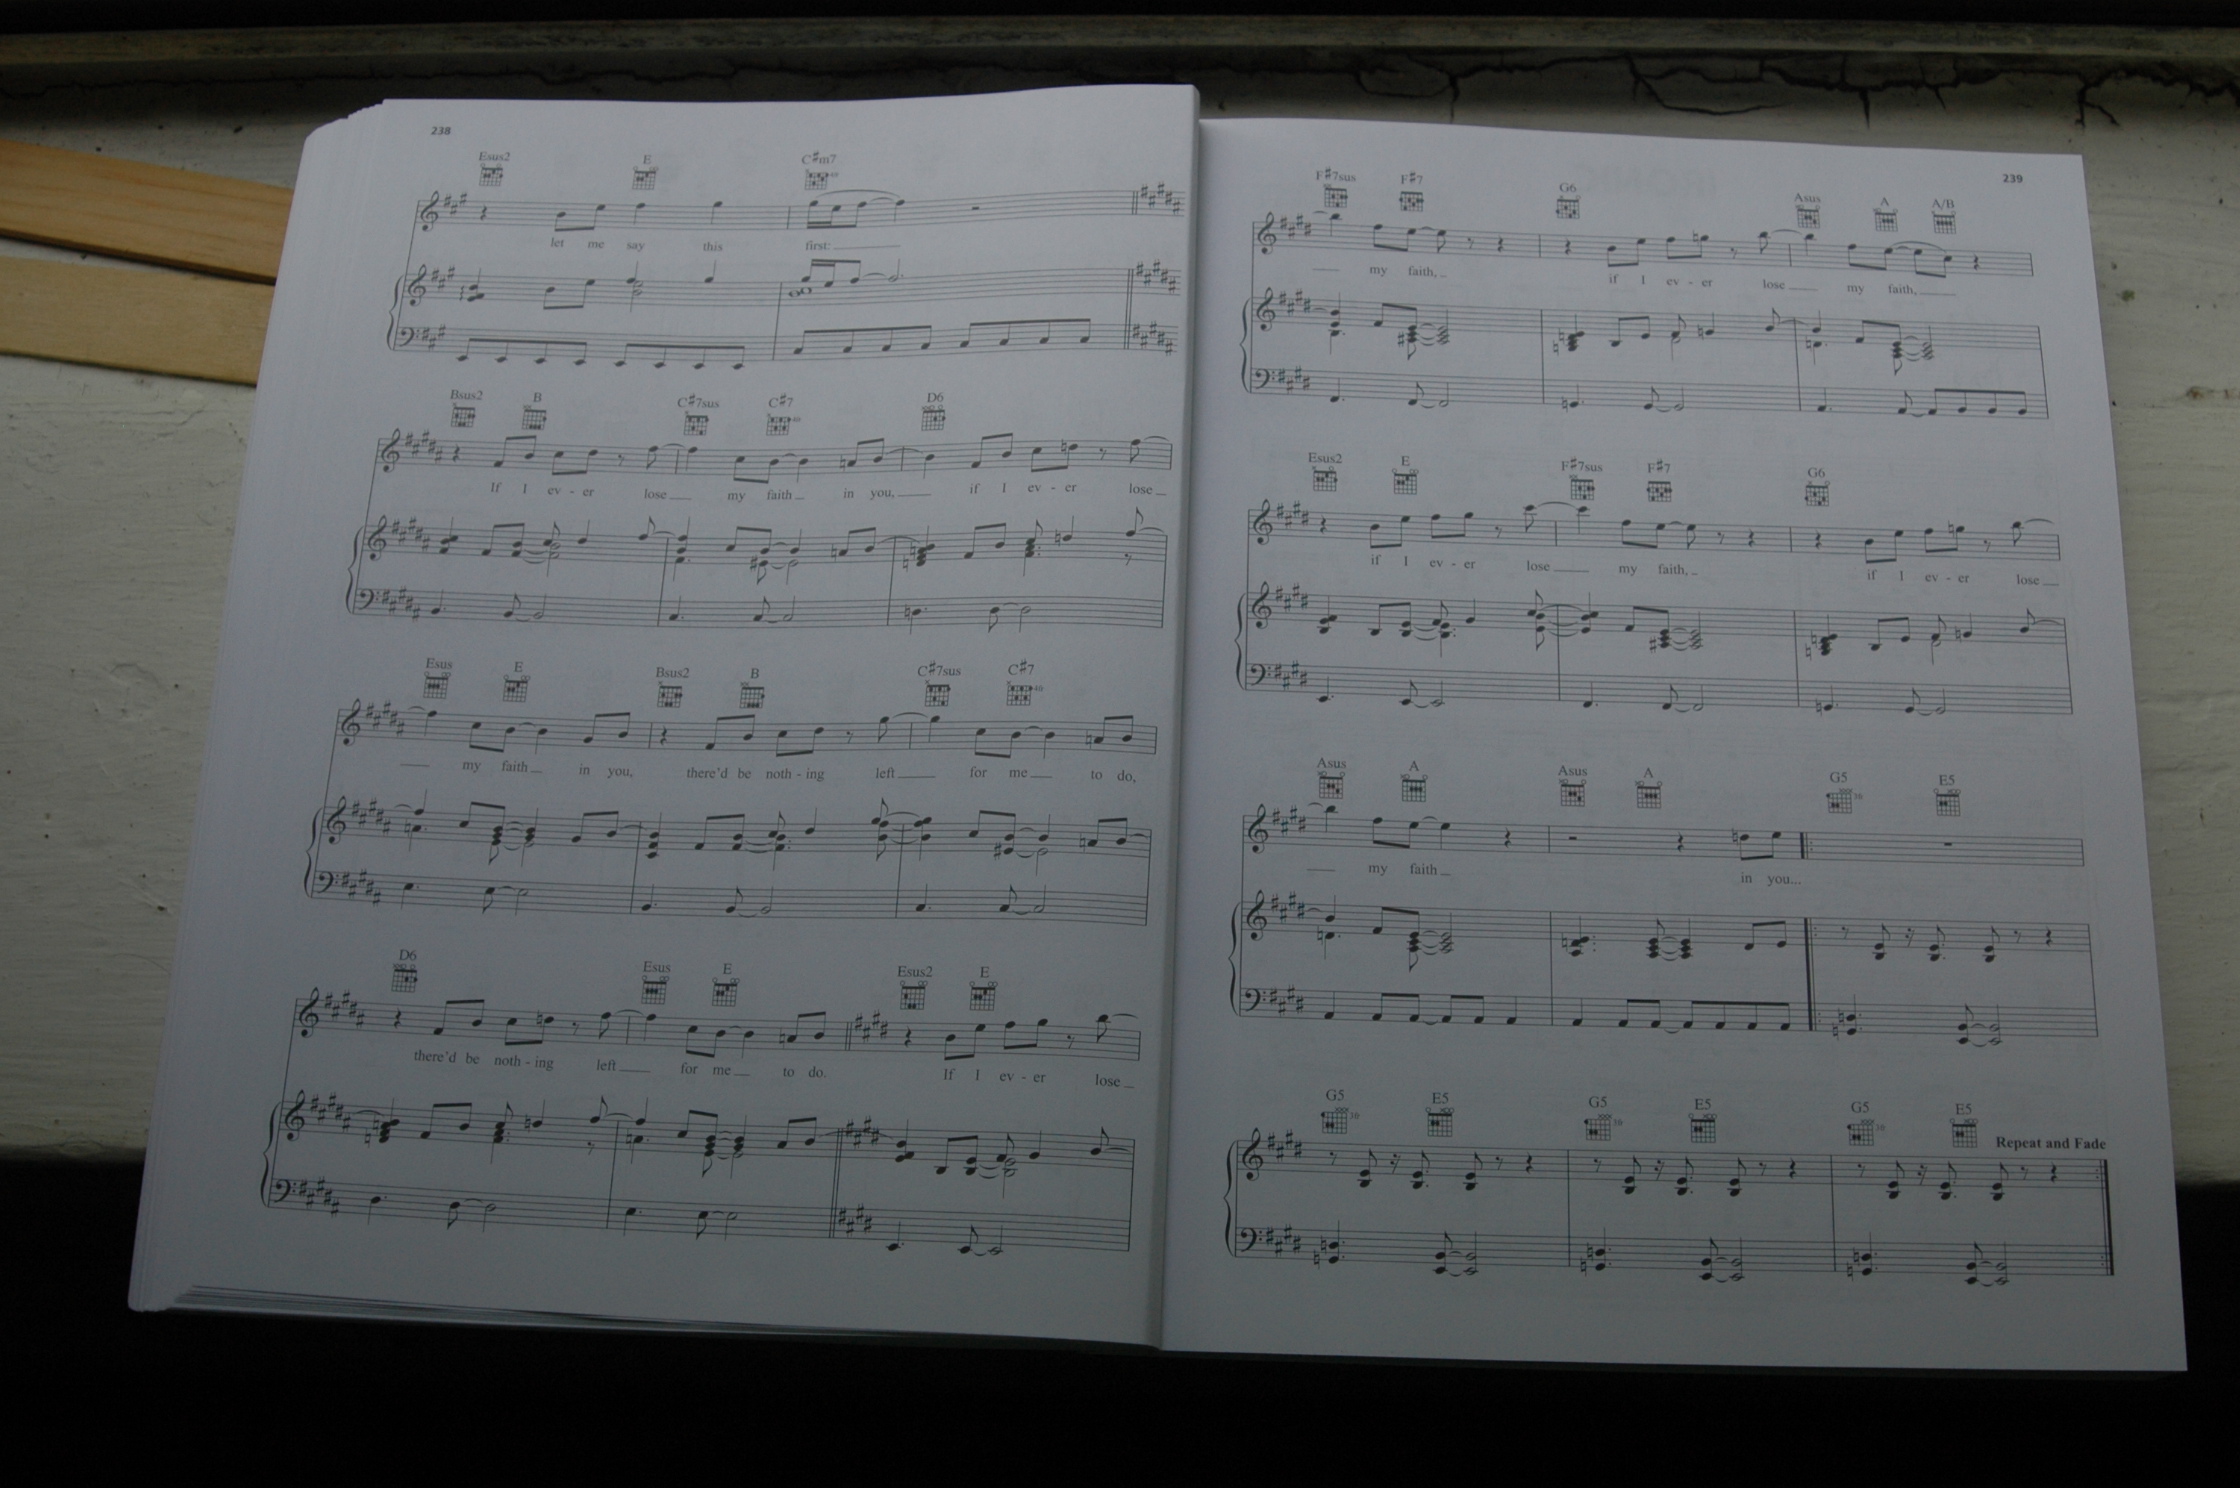 238
Esus2 E C#m7
let me say this first:
Bsus2 B C#7sus C#7 D6
If I ev - er lose my faith in you, if I ev - er lose
Esus E Bsus2 B C#7sus C#7
my faith in you, there'd be noth - ing left for me to do,
D6 Esus E Esus2 E
there'd be noth - ing left for me to do. If I ev - er lose
239
F#7sus F#7 G6 Asus A A/B
my faith, if I ev - er lose my faith,
Esus2 E F#7sus F#7 G6
if I ev - er lose my faith, if I ev - er lose
Asus A Asus A G5 E5
my faith in you...
G5 E5 G5 E5 G5 E5
Repeat and Fade